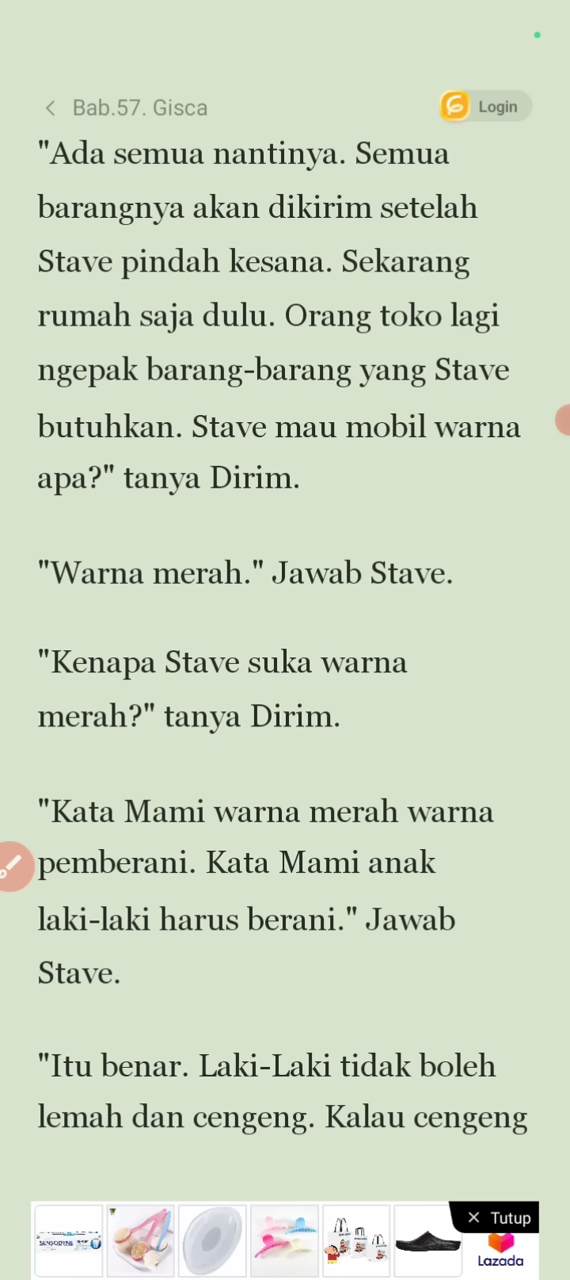 Bab.57. Gisca
Login
"Ada semua nantinya. Semua
barangnya akan dikirim setelah
Stave pindah kesana. Sekarang
rumah saja dulu. Orang toko lagi
ngepak barang-barang yang Stave
butuhkan. Stave mau mobil warna
apa?" tanya Dirim.
"Warna merah." Jawab Stave.
"Kenapa Stave suka warna
merah?" tanya Dirim.
"Kata Mami warna merah warna
pemberani. Kata Mami anak
laki-laki harus berani." Jawab
Stave.
"Itu benar. Laki-Laki tidak boleh
lemah dan cengeng. Kalau cengeng
× Tutup
SENSODYNE
Lazada